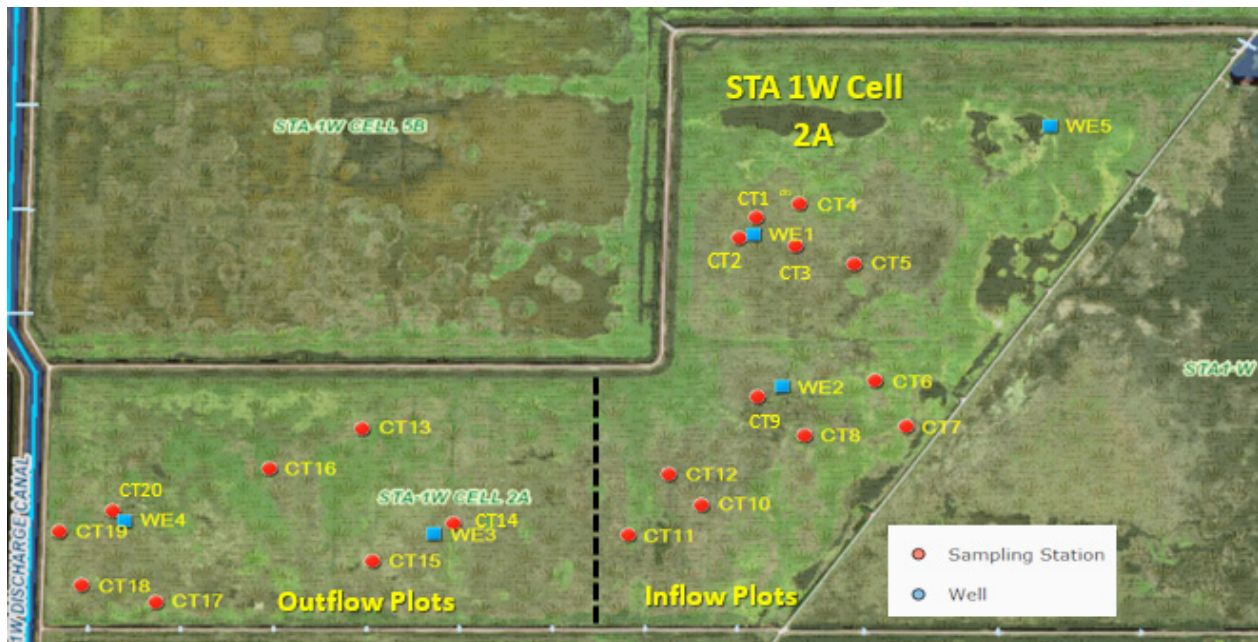 STA 1W Cell
2A
STA-1W CELL 5B
WE5
CT1
CT4
WE1
CT2
CT3
CT5
STA1-W
CT6
WE2
CT9
CT7
CT8
CT13
CT16
CT12
CT10
CT11
STA-1W CELL 2A
CT20
WE4
CT19
CT14
WE3
CT15
CT18
CT17
1W DISCHARGE CANAL
Outflow Plots
Inflow Plots
Sampling Station
Well